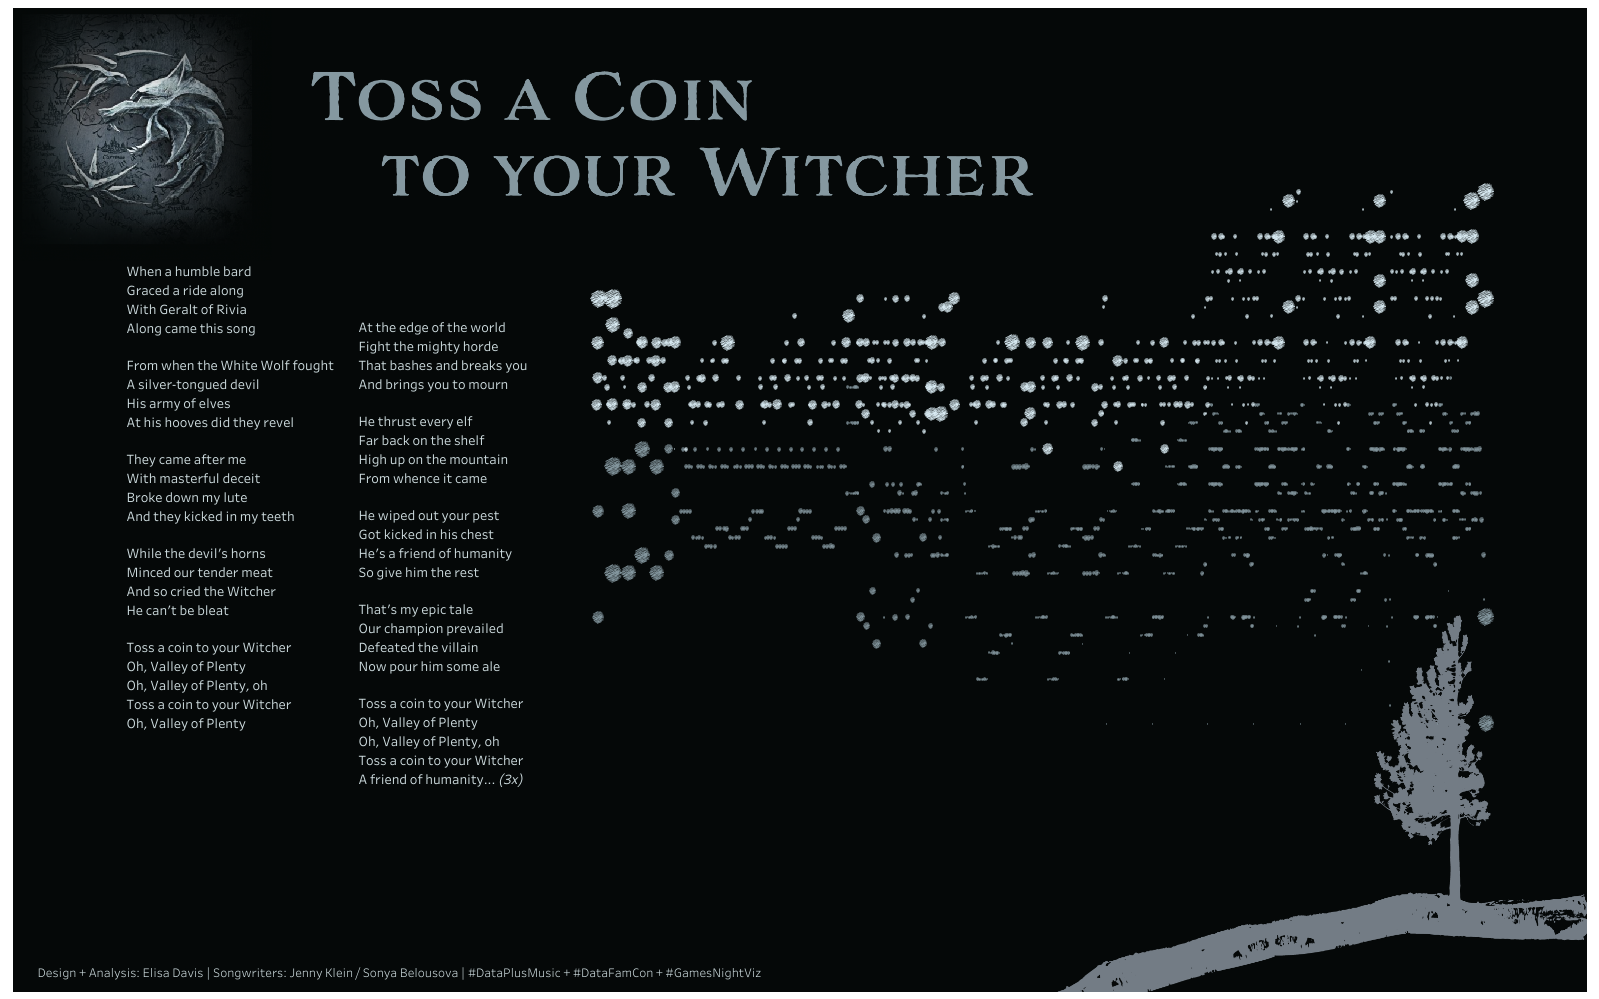 Toss a Coin
to your Witcher
When a humble bard
Graced a ride along
With Geralt of Rivia
Along came this song
From when the White Wolf fought
A silver-tongued devil
His army of elves
At his hooves did they revel
They came after me
With masterful deceit
Broke down my lute
And they kicked in my teeth
While the devil's horns
Minced our tender meat
And so cried the Witcher
He can't be bleat
Toss a coin to your Witcher
Oh, Valley of Plenty
Oh, Valley of Plenty, oh
Toss a coin to your Witcher
Oh, Valley of Plenty
At the edge of the world
Fight the mighty horde
That bashes and breaks you
And brings you to mourn
He thrust every elf
Far back on the shelf
High up on the mountain
From whence it came
He wiped out your pest
Got kicked in his chest
He's a friend of humanity
So give him the rest
That's my epic tale
Our champion prevailed
Defeated the villain
Now pour him some ale
Toss a coin to your Witcher
Oh, Valley of Plenty
Oh, Valley of Plenty, oh
Toss a coin to your Witcher
A friend of humanity... (3x)
Design + Analysis: Elisa Davis | Songwriters: Jenny Klein / Sonya Belousova | #DataPlusMusic + #DataFamCon + #GamesNightViz